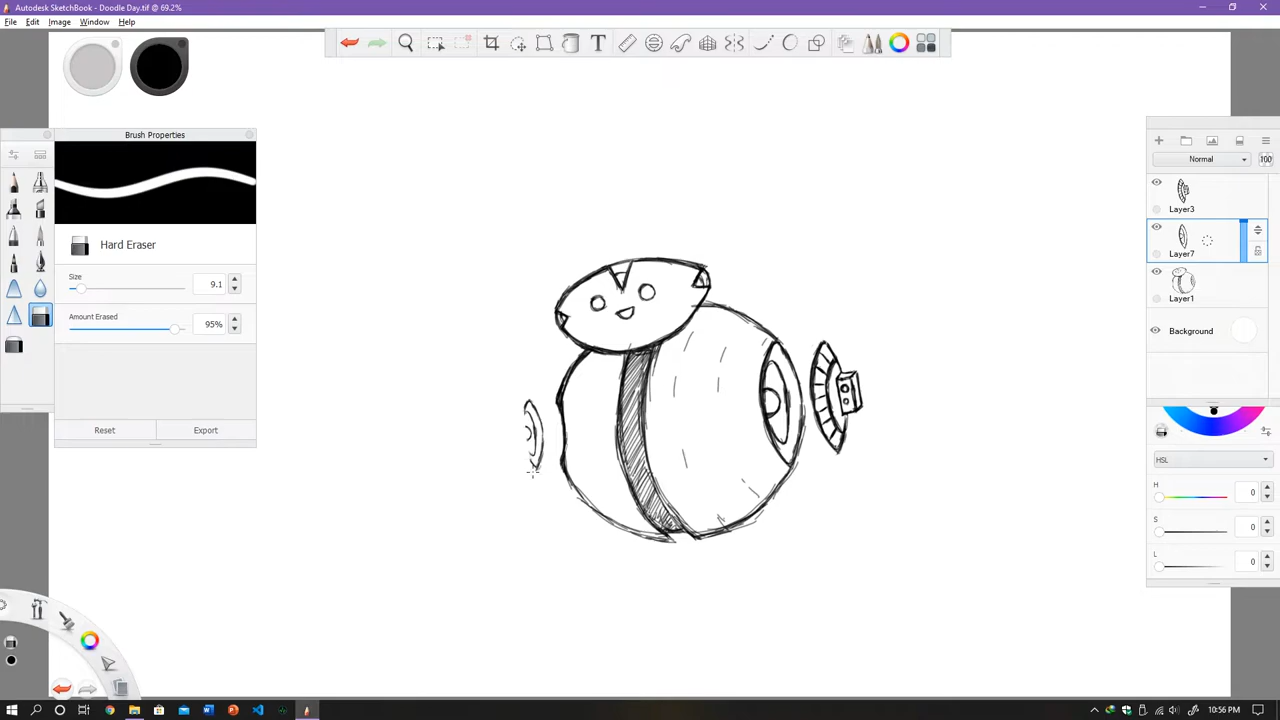 Autodesk SketchBook - Doodle Day.tif @ 69.2%
File Edit Image Window Help
Brush Properties
Hard Eraser
Size
9.1
Amount Erased
95%
Reset Export
Normal 100
Layer3
Layer7
Layer1
Background
HSL
H 0
S 0
L 0
10:56 PM